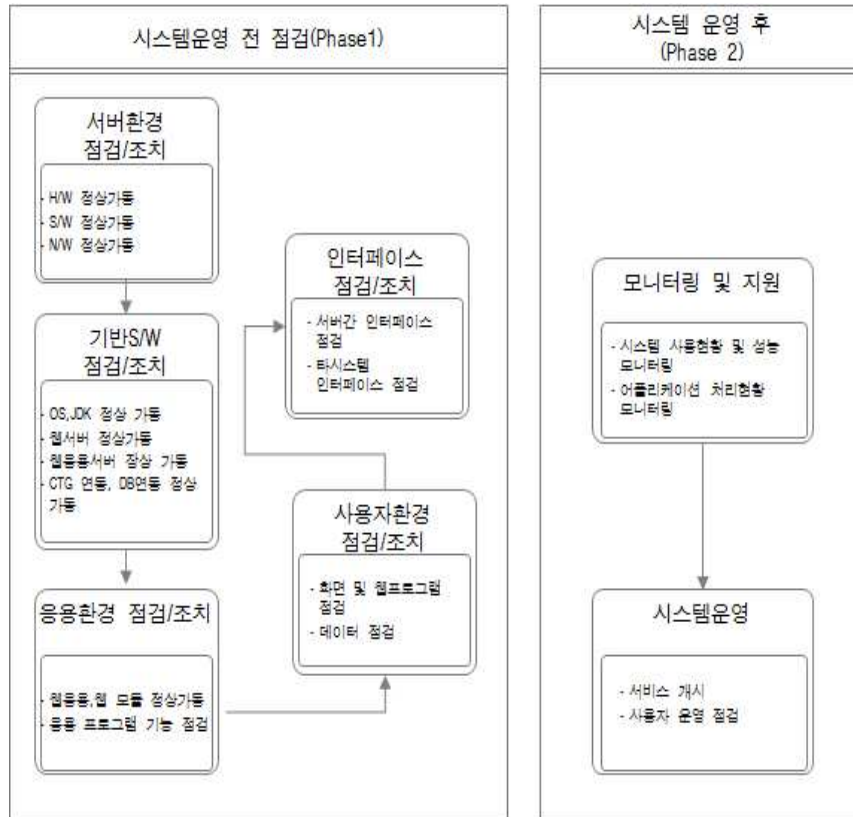 시스템운영 전 점검(Phase1)
서버환경
점검/조치
- H/W 정상가동
- S/W 정상가동
- N/W 정상가동
기반S/W
점검/조치
- OS,JDK 정상 가동
- 웹서버 정상가동
- 웹응용서버 장상 가동
- CTG 연동, DB연동 정상
가동
응용환경 점검/조치
- 웹응용,웹 모듈 정상가동
- 응용 프로그램 기능 점검
사용자환경
점검/조치
- 화면 및 웹프로그램
점검
- 데이터 점검
인터페이스
점검/조치
- 서버간 인터페이스
점검
- 타시스템
인터페이스 점검
시스템 운영 후
(Phase 2)
모니터링 및 지원
- 시스템 사용현황 및 성능
모니터링
- 어플리케이션 처리현황
모니터링
시스템운영
- 서비스 개시
- 사용자 운영 점검